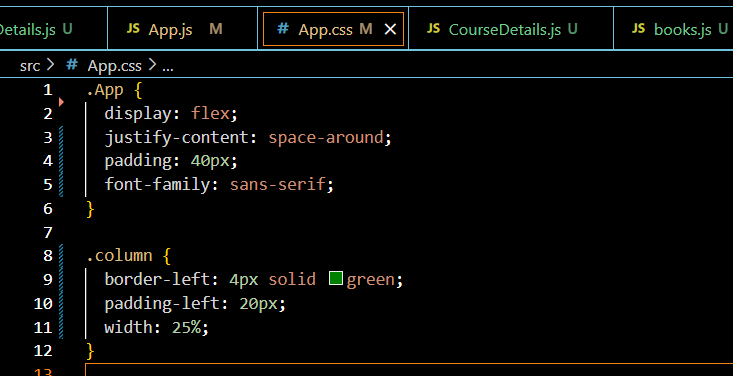 etails.js U JS App.js M # App.css M × JS CourseDetails.js U JS books.js U
src > # App.css > ...
1 .App {
2 display: flex;
3 justify-content: space-around;
4 padding: 40px;
5 font-family: sans-serif;
6 }
7
8 .column {
9 border-left: 4px solid green;
10 padding-left: 20px;
11 width: 25%;
12 }
13